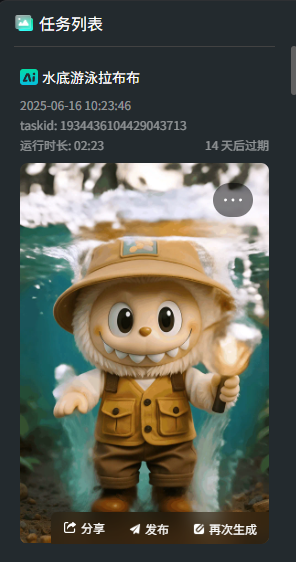 任务列表
Ai 水底游泳拉布布
2025-06-16 10:23:46
taskid: 1934436104429043713
运行时长: 02:23 14 天后过期
分享 发布 再次生成